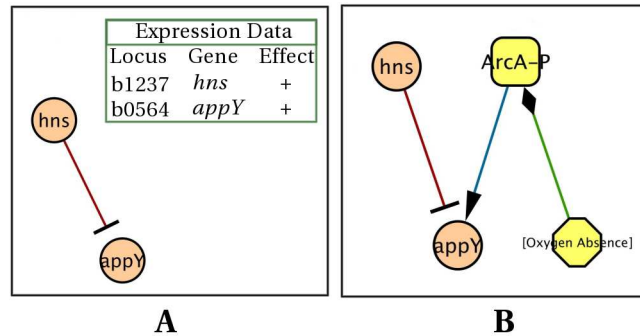 Expression Data
Locus Gene Effect
b1237 hns +
b0564 appY +
hns
appY
A
hns
ArcA-P
appY
[Oxygen Absence]
B